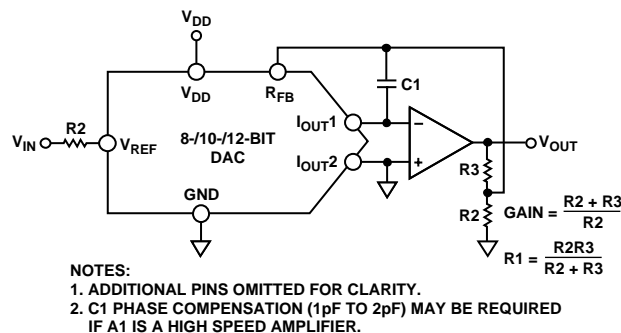 VDD
VDD
RFB
C1
IOUT1
VIN
R2
VREF
8-/10-/12-BIT
DAC
IOUT2
GND
–
+
VOUT
R3
R2
GAIN = R2 + R3
R2
R1 = R2R3
R2 + R3
NOTES:
1. ADDITIONAL PINS OMITTED FOR CLARITY.
2. C1 PHASE COMPENSATION (1pF TO 2pF) MAY BE REQUIRED
IF A1 IS A HIGH SPEED AMPLIFIER.